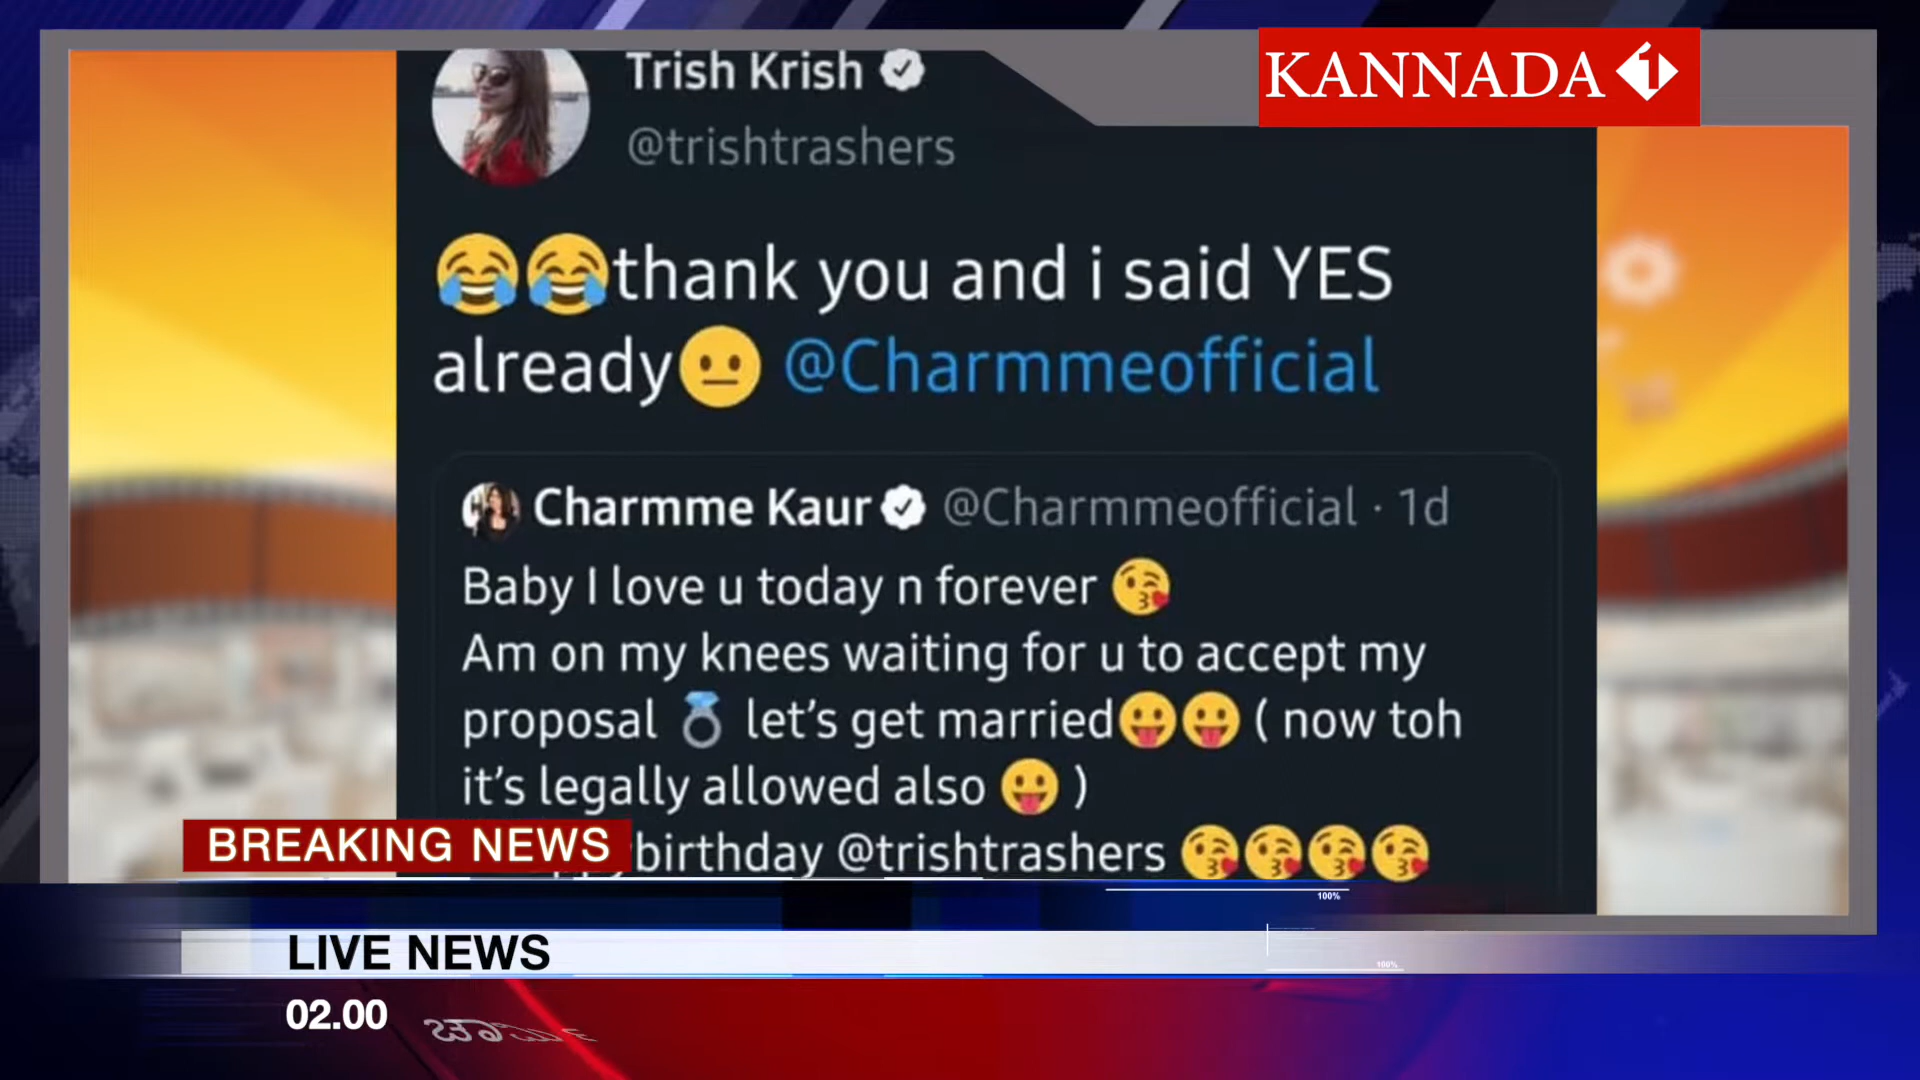 KANNADA 1
Trish Krish
@trishtrashers
😂😂thank you and i said YES
already😐 @Charmmeofficial
Charmme Kaur @Charmmeofficial · 1d
Baby I love u today n forever 😘
Am on my knees waiting for u to accept my
proposal 💍 let's get married😛😛 ( now toh
it's legally allowed also 😛 )
birthday @trishtrashers 😘😘😘😘
BREAKING NEWS
100%
LIVE NEWS
100%
02.00